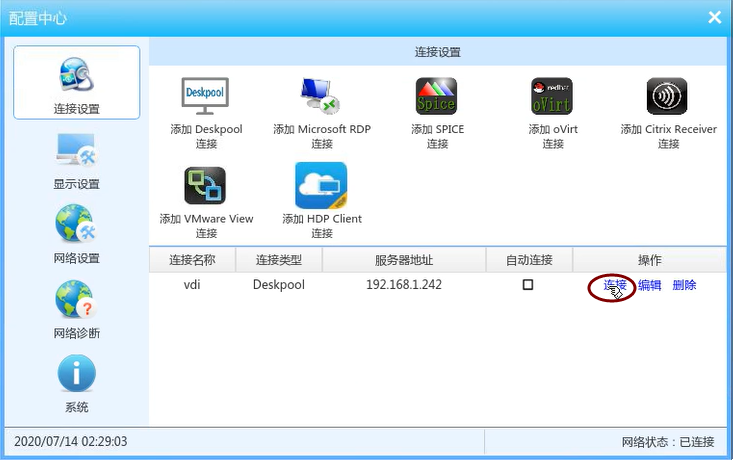 配置中心
连接设置
连接设置
显示设置
网络设置
网络诊断
系统
Deskpool
添加 Deskpool
连接
添加 Microsoft RDP
连接
Spice
添加 SPICE
连接
redhat
oVirt
添加 oVirt
连接
添加 Citrix Receiver
连接
添加 VMware View
连接
添加 HDP Client
连接
连接名称 连接类型 服务器地址 自动连接 操作
vdi Deskpool 192.168.1.242 连接 编辑 删除
2020/07/14 02:29:03
网络状态：已连接